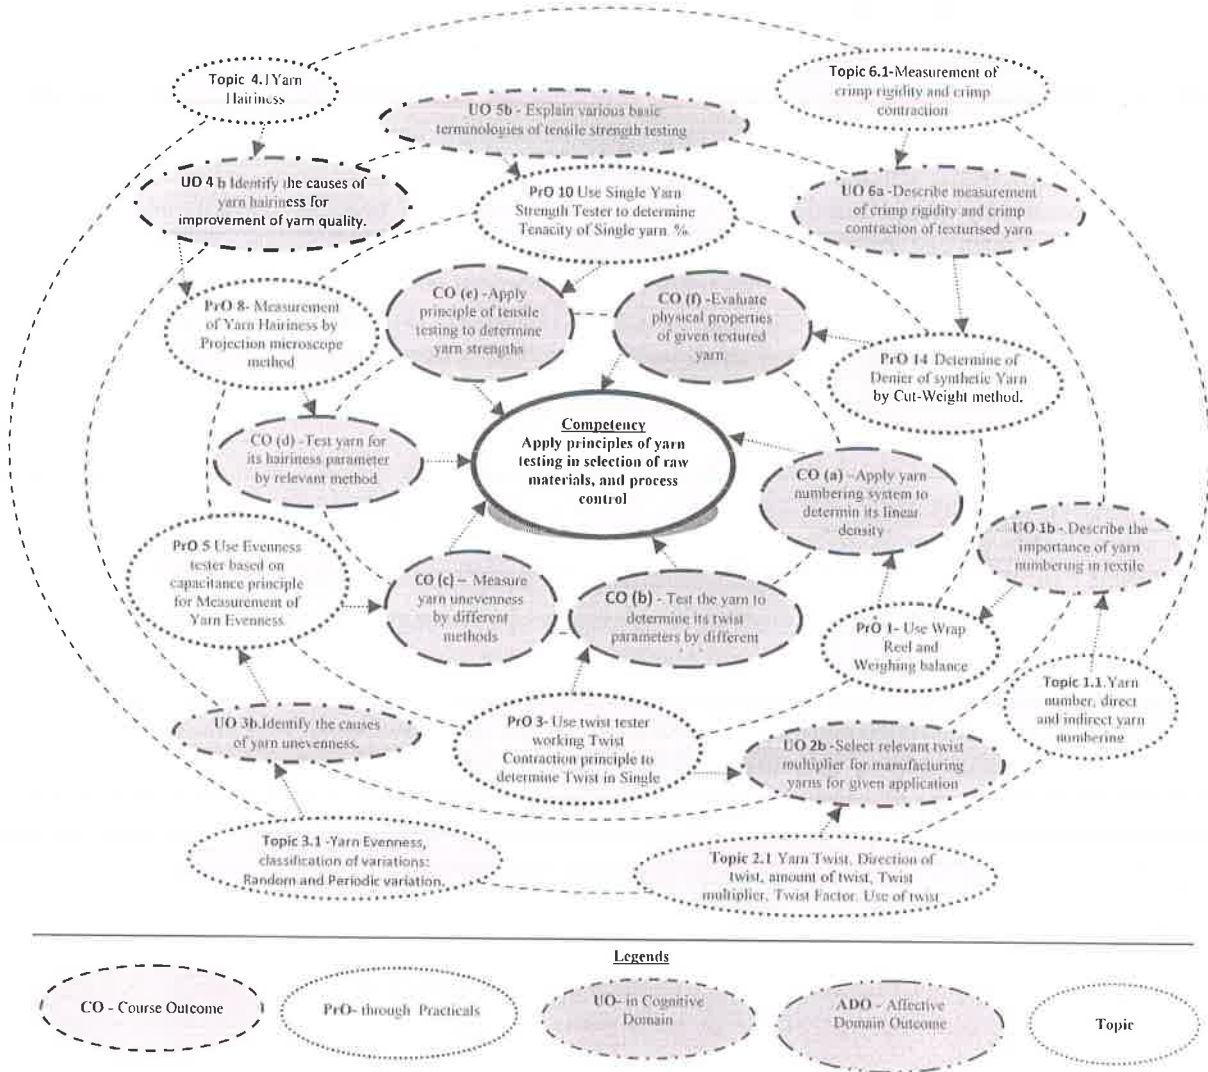 Topic 4.1 Yarn
Hairiness
Topic 6.1-Measurement of
crimp rigidity and crimp
contraction
UO 5b - Explain various basic
terminologies of tensile strength testing
UO 4 b Identify the causes of
yarn hairiness for
improvement of yarn quality.
PrO 10 Use Single Yarn
Strength Tester to determine
Tenacity of Single yarn. %.
UO 6a -Describe measurement
of crimp rigidity and crimp
contraction of texturised yarn
PrO 8- Measurement
of Yarn Hairiness by
Projection microscope
method
CO (e) -Apply
principle of tensile
testing to determine
yarn strengths
CO (f) -Evaluate
physical properties
of given textured
yarn.
PrO 14 Determine of
Denier of synthetic Yarn
by Cut-Weight method.
CO (d) -Test yarn for
its hairiness parameter
by relevant method
Competency
Apply principles of yarn
testing in selection of raw
materials, and process
control
CO (a) –Apply yarn
numbering system to
determin its linear
density
UO 1b - Describe the
importance of yarn
numbering in textile
PrO 5 Use Evenness
tester based on
capacitance principle
for Measurement of
Yarn Evenness
CO (c) – Measure
yarn unevenness
by different
methods
CO (b) - Test the yarn to
determine its twist
parameters by different
PrO 1- Use Wrap
Reel and
Weighing balance
Topic 1.1.Yarn
number, direct
and indirect yarn
numbering
UO 3b.Identify the causes
of yarn unevenness.
PrO 3- Use twist tester
working Twist
Contraction principle to
determine Twist in Single
UO 2b -Select relevant twist
multiplier for manufacturing
yarns for given application
Topic 3.1 -Yarn Evenness,
classification of variations:
Random and Periodic variation.
Topic 2.1 Yarn Twist, Direction of
twist, amount of twist, Twist
multiplier, Twist Factor. Use of twist
Legends
CO - Course Outcome
PrO- through Practicals
UO- in Cognitive
Domain
ADO - Affective
Domain Outcome
Topic